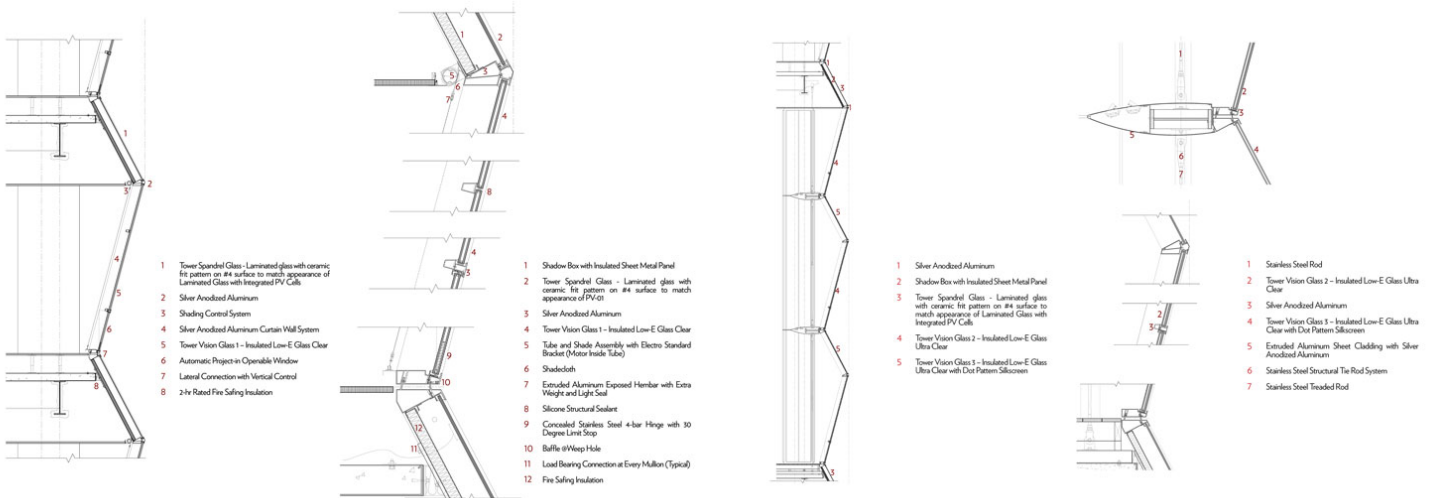 1 Tower Spandrel Glass - Laminated glass with ceramic
frit pattern on #4 surface to match appearance of
Laminated Glass with Integrated PV Cells
2 Silver Anodized Aluminum
3 Shading Control System
4 Silver Anodized Aluminum Curtain Wall System
5 Tower Vision Glass 1 – Insulated Low-E Glass Clear
6 Automatic Project-in Openable Window
7 Lateral Connection with Vertical Control
8 2-hr Rated Fire Safing Insulation
1 Shadow Box with Insulated Sheet Metal Panel
2 Tower Spandrel Glass - Laminated glass with
ceramic frit pattern on #4 surface to match
appearance of PV-01
3 Silver Anodized Aluminum
4 Tower Vision Glass 1 – Insulated Low-E Glass Clear
5 Tube and Shade Assembly with Electro Standard
Bracket (Motor Inside Tube)
6 Shadecloth
7 Extruded Aluminum Exposed Hembar with Extra
Weight and Light Seal
8 Silicone Structural Sealant
9 Concealed Stainless Steel 4-bar Hinge with 30
Degree Limit Stop
10 Baffle @Weep Hole
11 Load Bearing Connection at Every Mullion (Typical)
12 Fire Safing Insulation
1 Silver Anodized Aluminum
2 Shadow Box with Insulated Sheet Metal Panel
3 Tower Spandrel Glass - Laminated glass
with ceramic frit pattern on #4 surface to
match appearance of Laminated Glass with
Integrated PV Cells
4 Tower Vision Glass 2 – Insulated Low-E Glass
Ultra Clear
5 Tower Vision Glass 3 – Insulated Low-E Glass
Ultra Clear with Dot Pattern Silkscreen
1 Stainless Steel Rod
2 Tower Vision Glass 2 – Insulated Low-E Glass Ultra
Clear
3 Silver Anodized Aluminum
4 Tower Vision Glass 3 – Insulated Low-E Glass Ultra
Clear with Dot Pattern Silkscreen
5 Extruded Aluminum Sheet Cladding with Silver
Anodized Aluminum
6 Stainless Steel Structural Tie Rod System
7 Stainless Steel Treaded Rod